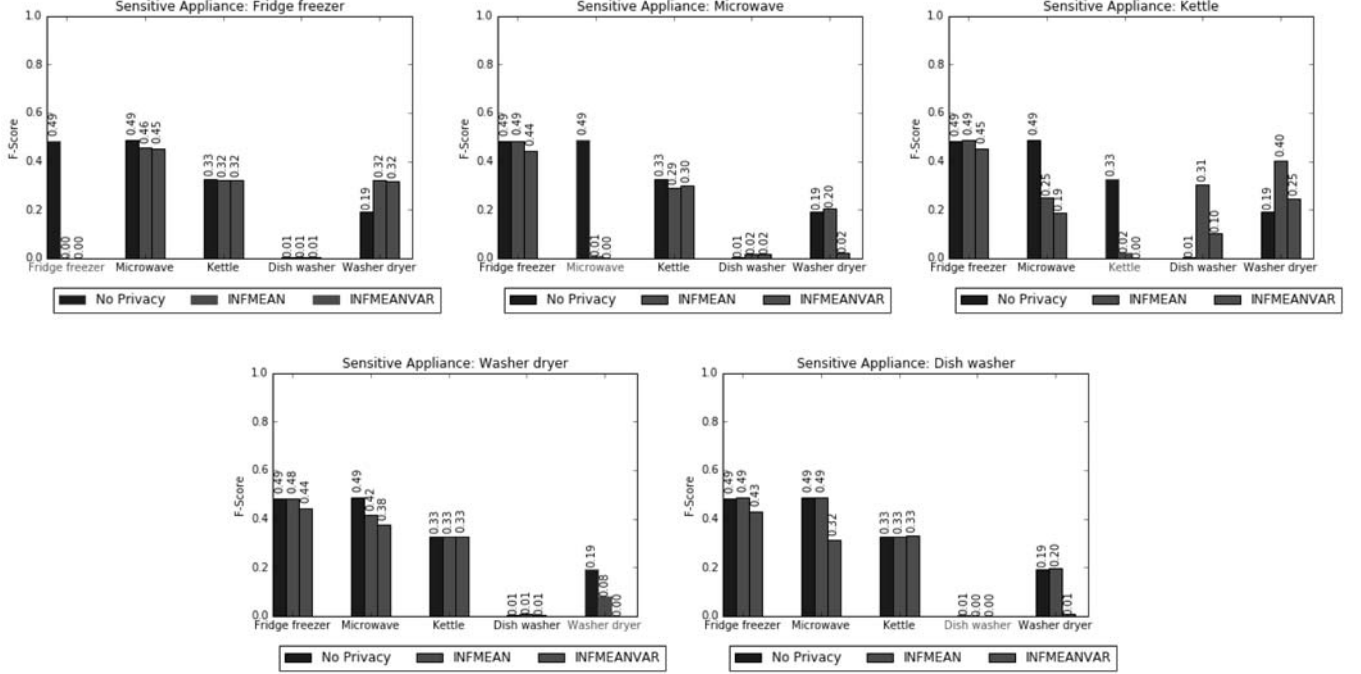 Sensitive Appliance: Fridge freezer
1.0
0.8
0.6
0.4
0.2
0.0
F-Score
0.49 0.00 0.00
0.49 0.46 0.45
0.33 0.32 0.32
0.01 0.01 0.01
0.19 0.32 0.32
Fridge freezer Microwave Kettle Dish washer Washer dryer
No Privacy INFMEAN INFMEANVAR
Sensitive Appliance: Microwave
1.0
0.8
0.6
0.4
0.2
0.0
F-Score
0.49 0.49 0.44
0.49 0.01 0.00
0.33 0.29 0.30
0.01 0.02 0.02
0.19 0.20 0.02
Fridge freezer Microwave Kettle Dish washer Washer dryer
No Privacy INFMEAN INFMEANVAR
Sensitive Appliance: Kettle
1.0
0.8
0.6
0.4
0.2
0.0
F-Score
0.49 0.49 0.45
0.49 0.25 0.19
0.33 0.02 0.00
0.01 0.31 0.10
0.19 0.40 0.25
Fridge freezer Microwave Kettle Dish washer Washer dryer
No Privacy INFMEAN INFMEANVAR
Sensitive Appliance: Washer dryer
1.0
0.8
0.6
0.4
0.2
0.0
F-Score
0.49 0.48 0.44
0.49 0.42 0.38
0.33 0.33 0.33
0.01 0.01 0.01
0.19 0.08 0.00
Fridge freezer Microwave Kettle Dish washer Washer dryer
No Privacy INFMEAN INFMEANVAR
Sensitive Appliance: Dish washer
1.0
0.8
0.6
0.4
0.2
0.0
F-Score
0.49 0.49 0.43
0.49 0.49 0.32
0.33 0.33 0.33
0.01 0.00 0.00
0.19 0.20 0.01
Fridge freezer Microwave Kettle Dish washer Washer dryer
No Privacy INFMEAN INFMEANVAR